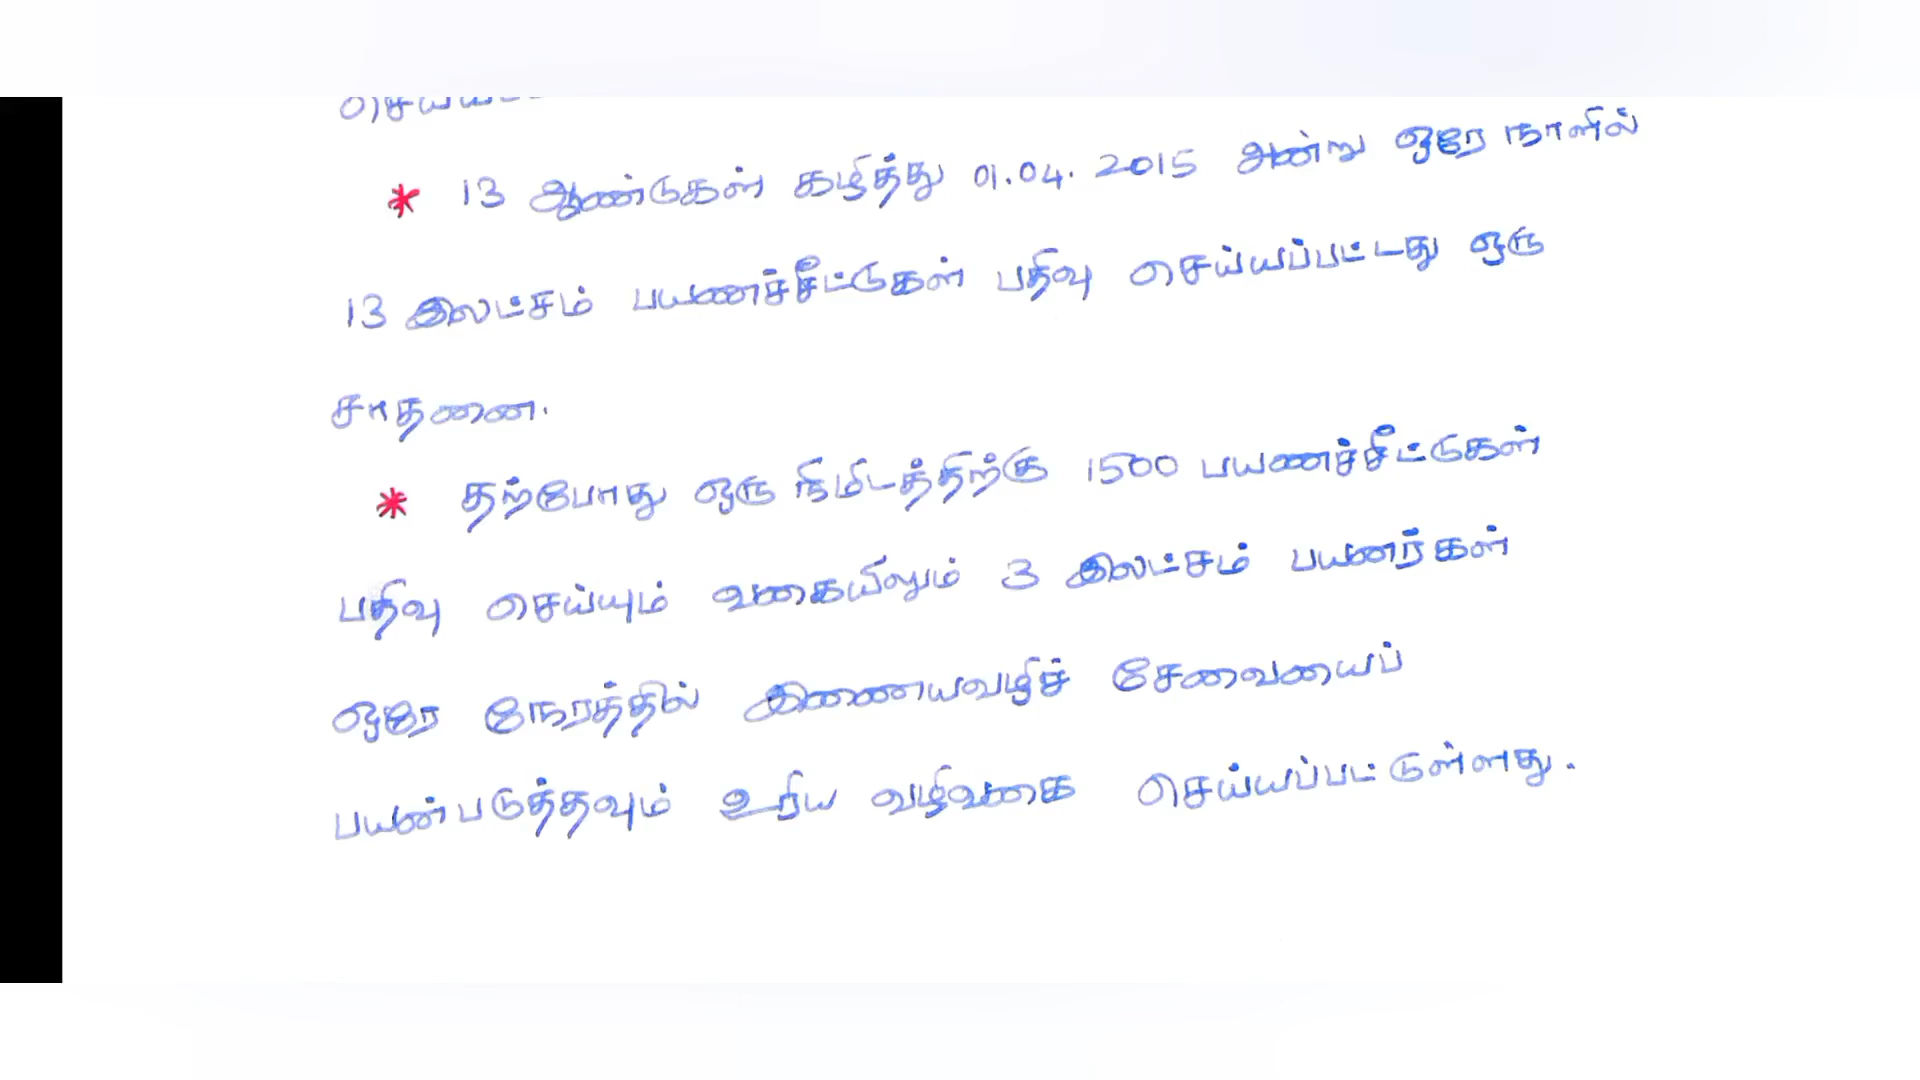 * 13 ஆண்டுகள் கழித்து 01.04.2015 அன்று ஒரே நாளில்
13 இலட்சம் பயணச்சீட்டுகள் பதிவு செய்யப்பட்டது ஒரு
சாதனை.
* தற்போது ஒரு நிமிடத்திற்கு 1500 பயணச்சீட்டுகள்
பதிவு செய்யும் வகையிலும் 3 இலட்சம் பயனர்கள்
ஒரே நேரத்தில் இணையவழிச் சேவையைப்
பயன்படுத்தவும் உரிய வழிவகை செய்யப்பட்டுள்ளது.